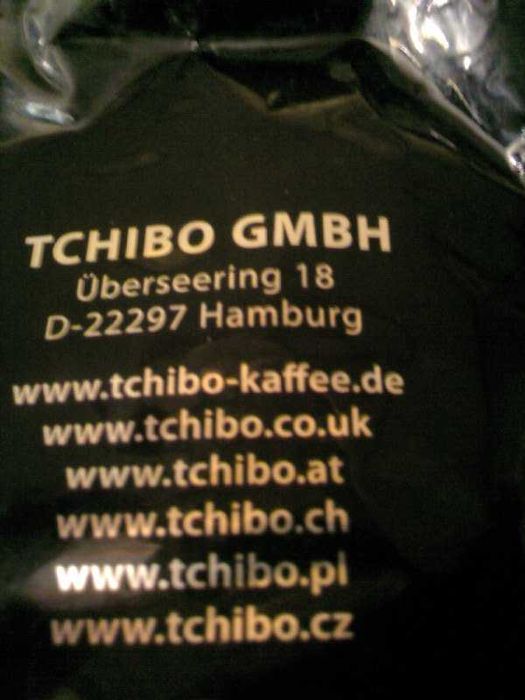 TCHIBO GMBH
Überseering 18
D-22297 Hamburg
www.tchibo-kaffee.de
www.tchibo.co.uk
www.tchibo.at
www.tchibo.ch
www.tchibo.pl
www.tchibo.cz